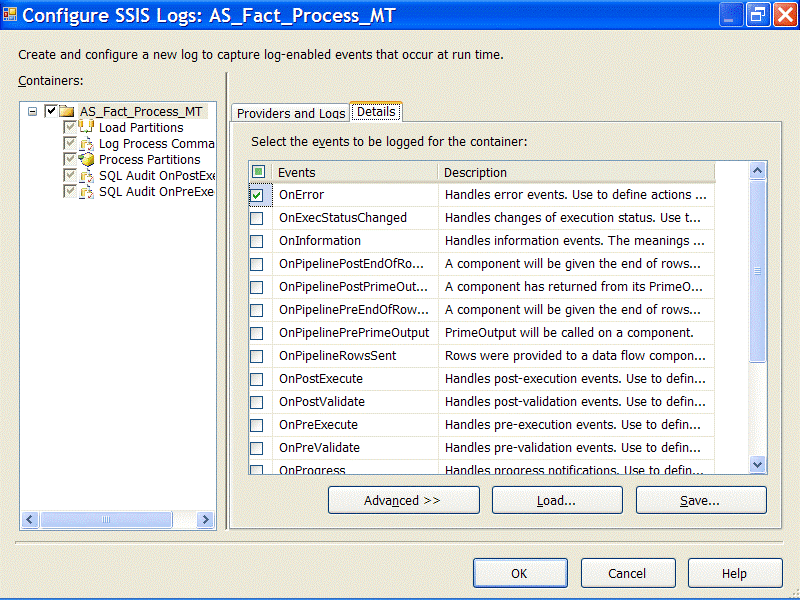 Configure SSIS Logs: AS_Fact_Process_MT
Create and configure a new log to capture log-enabled events that occur at run time.
Containers:
AS_Fact_Process_MT
Load Partitions
Log Process Comma
Process Partitions
SQL Audit OnPostExe
SQL Audit OnPreExe
Providers and Logs Details
Select the events to be logged for the container:
Events Description
OnError Handles error events. Use to define actions ...
OnExecStatusChanged Handles changes of execution status. Use t...
OnInformation Handles information events. The meanings ...
OnPipelinePostEndOfRo... A component will be given the end of rows...
OnPipelinePostPrimeOut... A component has returned from its PrimeO...
OnPipelinePreEndOfRow... A component will be given the end of rows...
OnPipelinePrePrimeOutput PrimeOutput will be called on a component.
OnPipelineRowsSent Rows were provided to a data flow compon...
OnPostExecute Handles post-execution events. Use to defin...
OnPostValidate Handles post-validation events. Use to defin...
OnPreExecute Handles pre-execution events. Use to defin...
OnPreValidate Handles pre-validation events. Use to defin...
OnProgress Handles progress notifications. Use to defin...
Advanced >> Load... Save...
OK Cancel Help